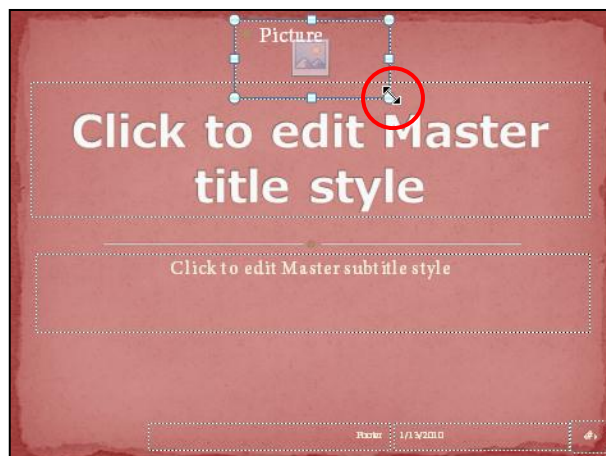 Picture
Click to edit Master
title style
Click to edit Master subtitle style
Footer
1/13/2010